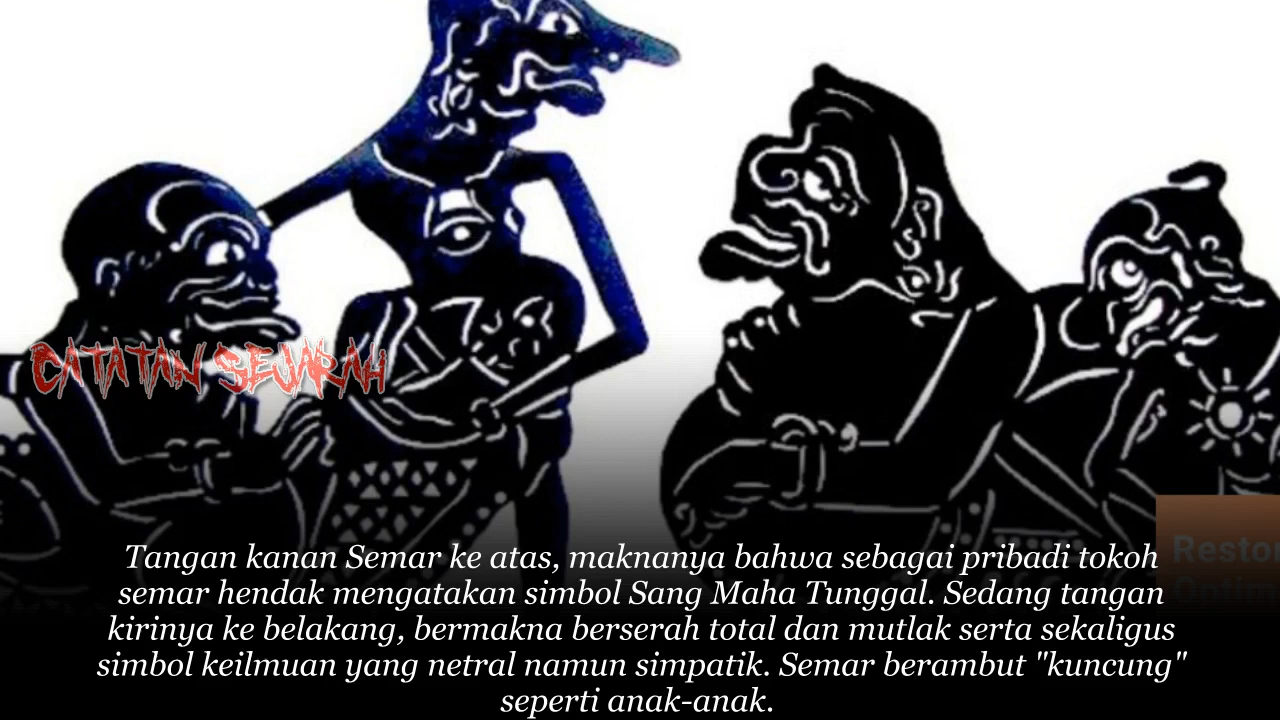 CATATAN SEJARAH
Tangan kanan Semar ke atas, maknanya bahwa sebagai pribadi tokoh
semar hendak mengatakan simbol Sang Maha Tunggal. Sedang tangan
kirinya ke belakang, bermakna berserah total dan mutlak serta sekaligus
simbol keilmuan yang netral namun simpatik. Semar berambut "kuncung"
seperti anak-anak.